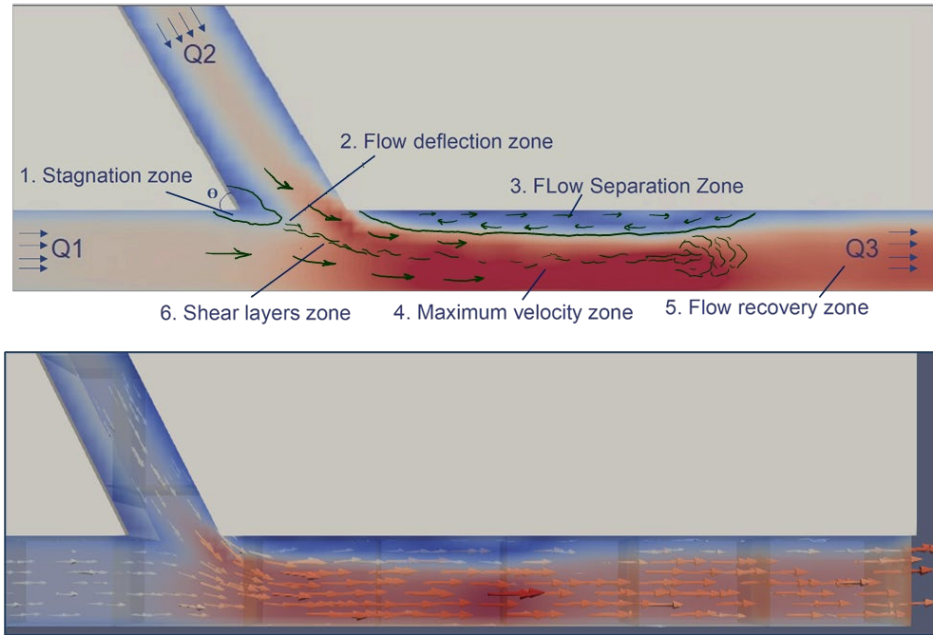 Q2
2. Flow deflection zone
1. Stagnation zone
3. FLow Separation Zone
θ
Q1
Q3
6. Shear layers zone
4. Maximum velocity zone
5. Flow recovery zone